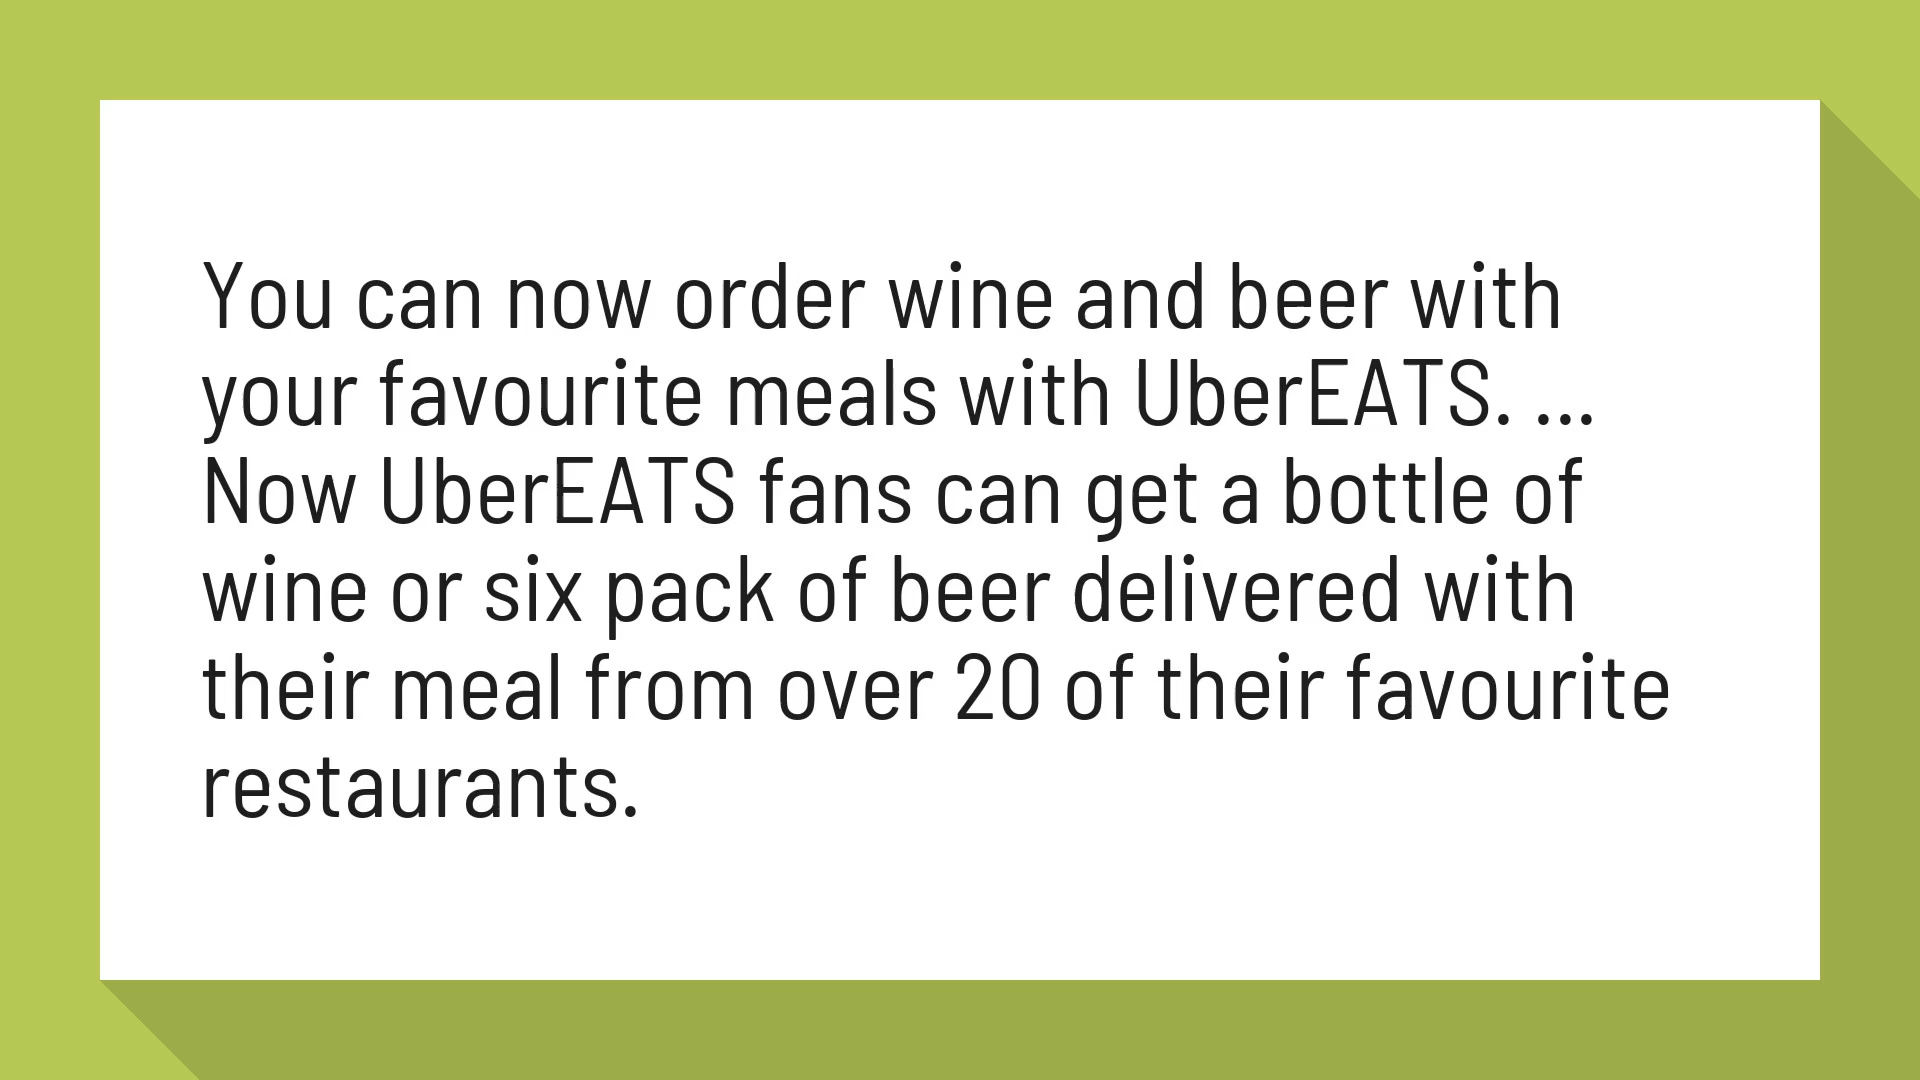 You can now order wine and beer with
your favourite meals with UberEATS. ...
Now UberEATS fans can get a bottle of
wine or six pack of beer delivered with
their meal from over 20 of their favourite
restaurants.